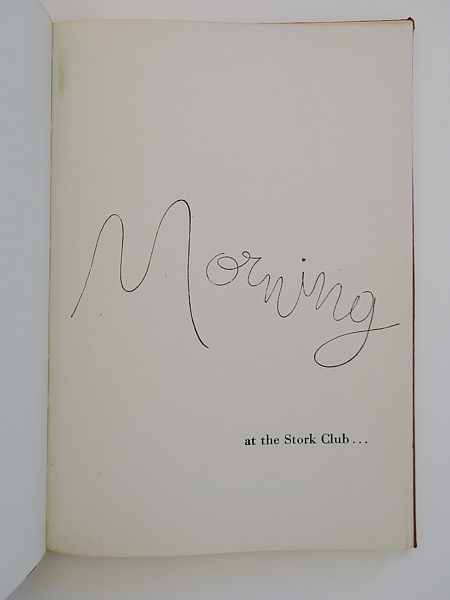 Morning
at the Stork Club...